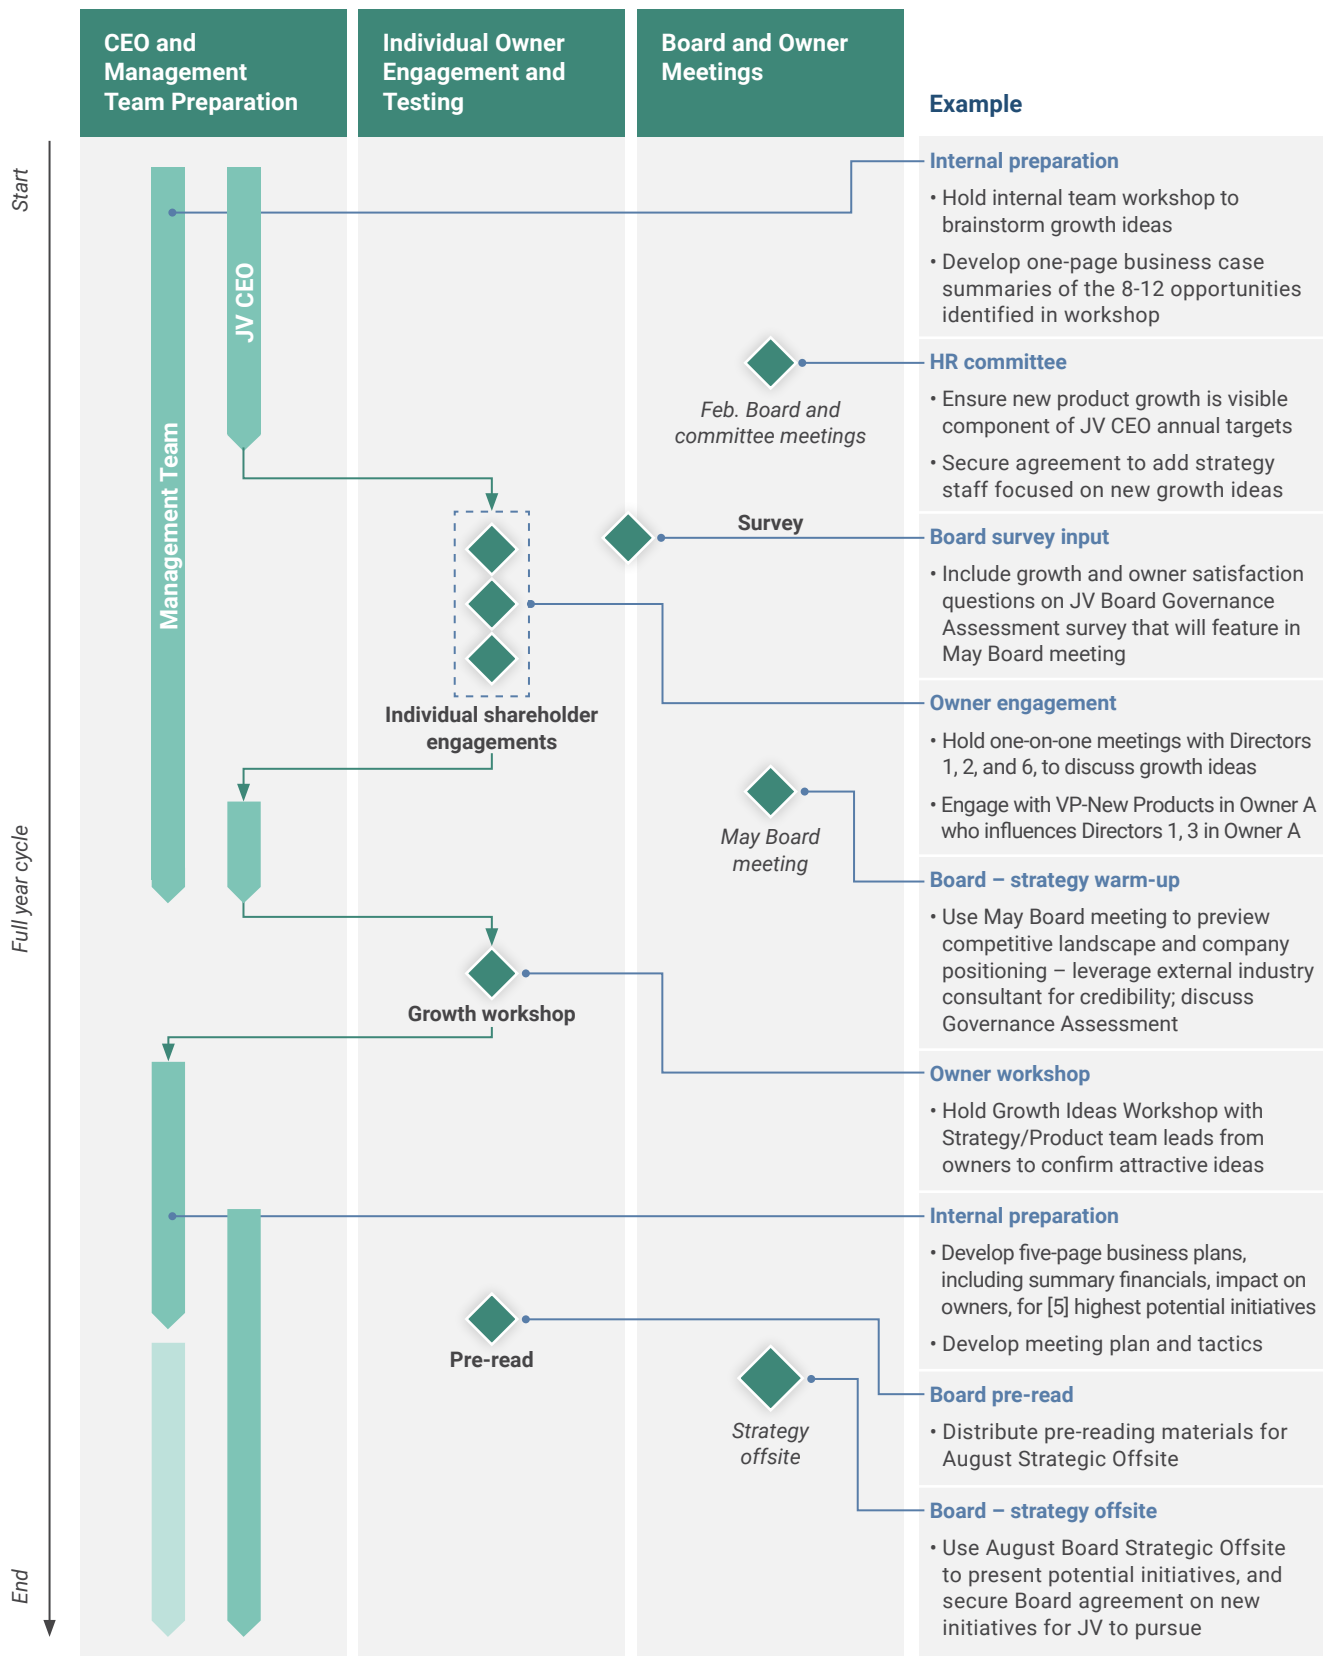 CEO and
Management
Team Preparation
Individual Owner
Engagement and
Testing
Board and Owner
Meetings
Example
Start
Full year cycle
End
Management Team
JV CEO
Feb. Board and
committee meetings
Survey
Individual shareholder
engagements
May Board
meeting
Growth workshop
Pre-read
Strategy
offsite
Internal preparation
• Hold internal team workshop to
brainstorm growth ideas
• Develop one-page business case
summaries of the 8-12 opportunities
identified in workshop
HR committee
• Ensure new product growth is visible
component of JV CEO annual targets
• Secure agreement to add strategy
staff focused on new growth ideas
Board survey input
• Include growth and owner satisfaction
questions on JV Board Governance
Assessment survey that will feature in
May Board meeting
Owner engagement
• Hold one-on-one meetings with Directors
1, 2, and 6, to discuss growth ideas
• Engage with VP-New Products in Owner A
who influences Directors 1, 3 in Owner A
Board – strategy warm-up
• Use May Board meeting to preview
competitive landscape and company
positioning – leverage external industry
consultant for credibility; discuss
Governance Assessment
Owner workshop
• Hold Growth Ideas Workshop with
Strategy/Product team leads from
owners to confirm attractive ideas
Internal preparation
• Develop five-page business plans,
including summary financials, impact on
owners, for [5] highest potential initiatives
• Develop meeting plan and tactics
Board pre-read
• Distribute pre-reading materials for
August Strategic Offsite
Board – strategy offsite
• Use August Board Strategic Offsite
to present potential initiatives, and
secure Board agreement on new
initiatives for JV to pursue